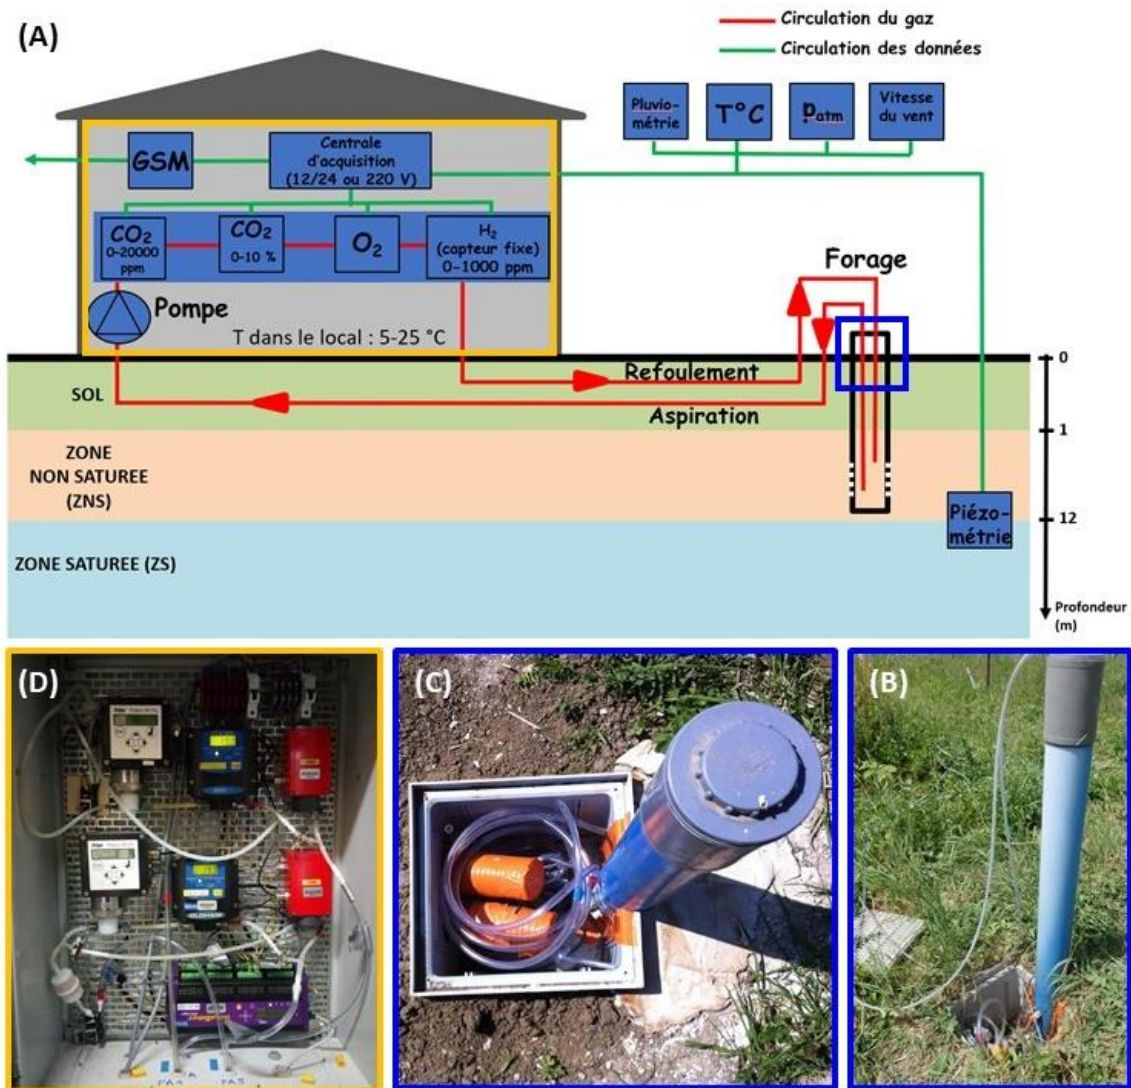 (A)
Circulation du gaz
Circulation des données
Pluvio-
métrie
T°C
Patm
Vitesse
du vent
GSM
Centrale
d'acquisition
(12/24 ou 220 V)
CO₂
0-20000
ppm
CO₂
0-10 %
O₂
H₂
(capteur fixe)
0-1000 ppm
Forage
Pompe
T dans le local : 5-25 °C
0
Refoulement
SOL
Aspiration
1
ZONE
NON SATUREE
(ZNS)
Piézo-
métrie
12
ZONE SATUREE (ZS)
Profondeur
(m)
(D)
(C)
(B)
OLDHAM